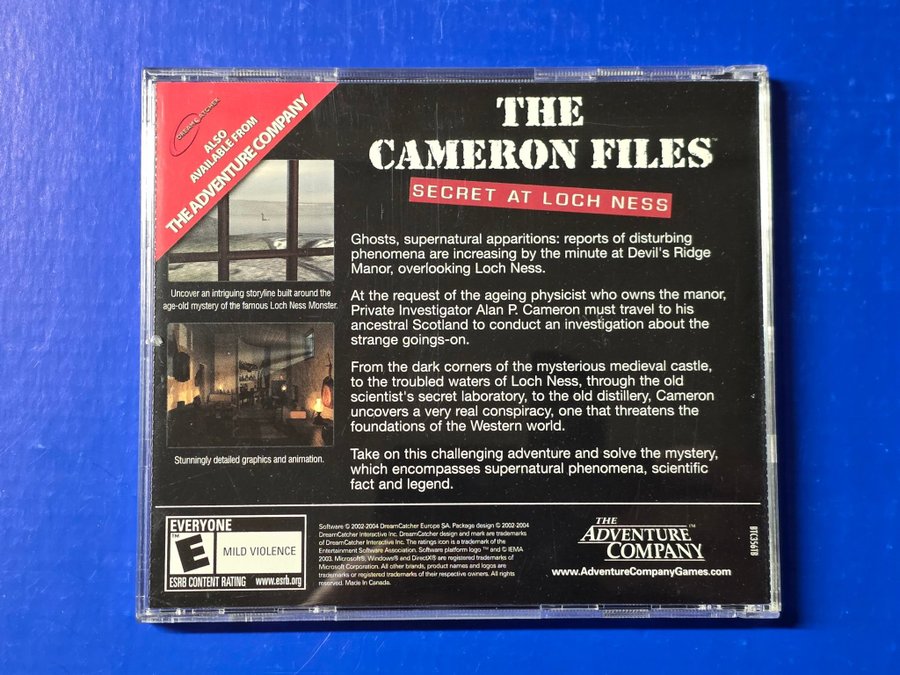 DREAMCATCHER
ALSO
AVAILABLE FROM
THE ADVENTURE COMPANY
THE
CAMERON FILES™
SECRET AT LOCH NESS
Uncover an intriguing storyline built around the
age-old mystery of the famous Loch Ness Monster.
Stunningly detailed graphics and animation.
Ghosts, supernatural apparitions: reports of disturbing
phenomena are increasing by the minute at Devil's Ridge
Manor, overlooking Loch Ness.
At the request of the ageing physicist who owns the manor,
Private Investigator Alan P. Cameron must travel to his
ancestral Scotland to conduct an investigation about the
strange goings-on.
From the dark corners of the mysterious medieval castle,
to the troubled waters of Loch Ness, through the old
scientist's secret laboratory, to the old distillery, Cameron
uncovers a very real conspiracy, one that threatens the
foundations of the Western world.
Take on this challenging adventure and solve the mystery,
which encompasses supernatural phenomena, scientific
fact and legend.
EVERYONE
™
E
MILD VIOLENCE
ESRB CONTENT RATING www.esrb.org
Software © 2002-2004 DreamCatcher Europe SA. Package design © 2002-2004
DreamCatcher Interactive Inc. DreamCatcher design and mark are trademarks of
DreamCatcher Interactive Inc. The ratings icon is a trademark of the
Entertainment Software Association. Software platform logo ™ and © IEMA
2003. Microsoft®, Windows® and DirectX® are registered trademarks of
Microsoft Corporation. All other brands, product names and logos are
trademarks or registered trademarks of their respective owners. All rights
reserved. Made in Canada.
THE
ADVENTURE™
COMPANY
www.AdventureCompanyGames.com
BTC3561B